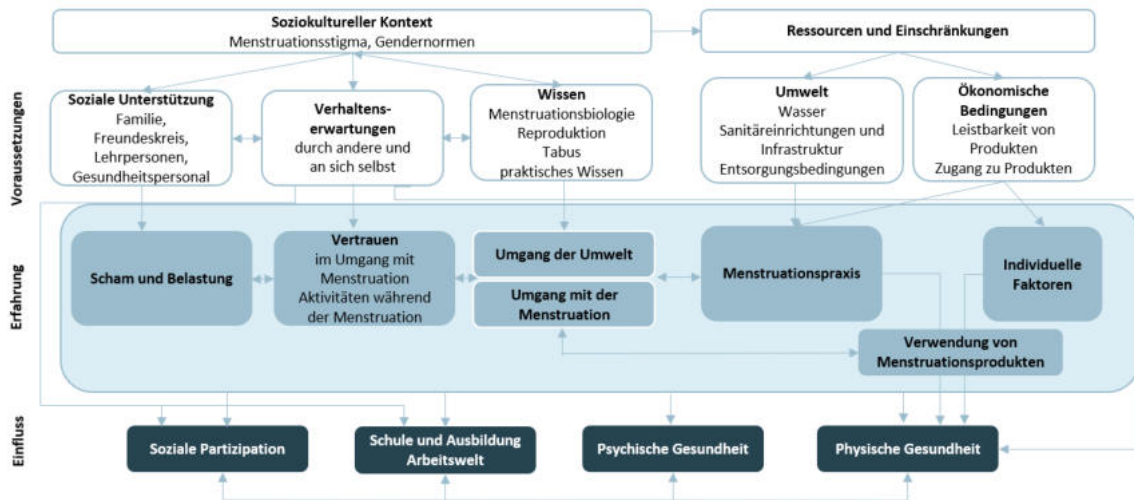 Soziokultureller Kontext
Menstruationsstigma, Gendernormen
Ressourcen und Einschränkungen
Voraussetzungen
Soziale Unterstützung
Familie,
Freundeskreis,
Lehrpersonen,
Gesundheitspersonal
Verhaltens-
erwartungen
durch andere und
an sich selbst
Wissen
Menstruationsbiologie
Reproduktion
Tabus
praktisches Wissen
Umwelt
Wasser
Sanitäreinrichtungen und
Infrastruktur
Entsorgungsbedingungen
Ökonomische
Bedingungen
Leistbarkeit von
Produkten
Zugang zu Produkten
Erfahrung
Scham und Belastung
Vertrauen
im Umgang mit
Menstruation
Aktivitäten während
der Menstruation
Umgang der Umwelt
Umgang mit der
Menstruation
Menstruationspraxis
Individuelle
Faktoren
Verwendung von
Menstruationsprodukten
Einfluss
Soziale Partizipation
Schule und Ausbildung
Arbeitswelt
Psychische Gesundheit
Physische Gesundheit